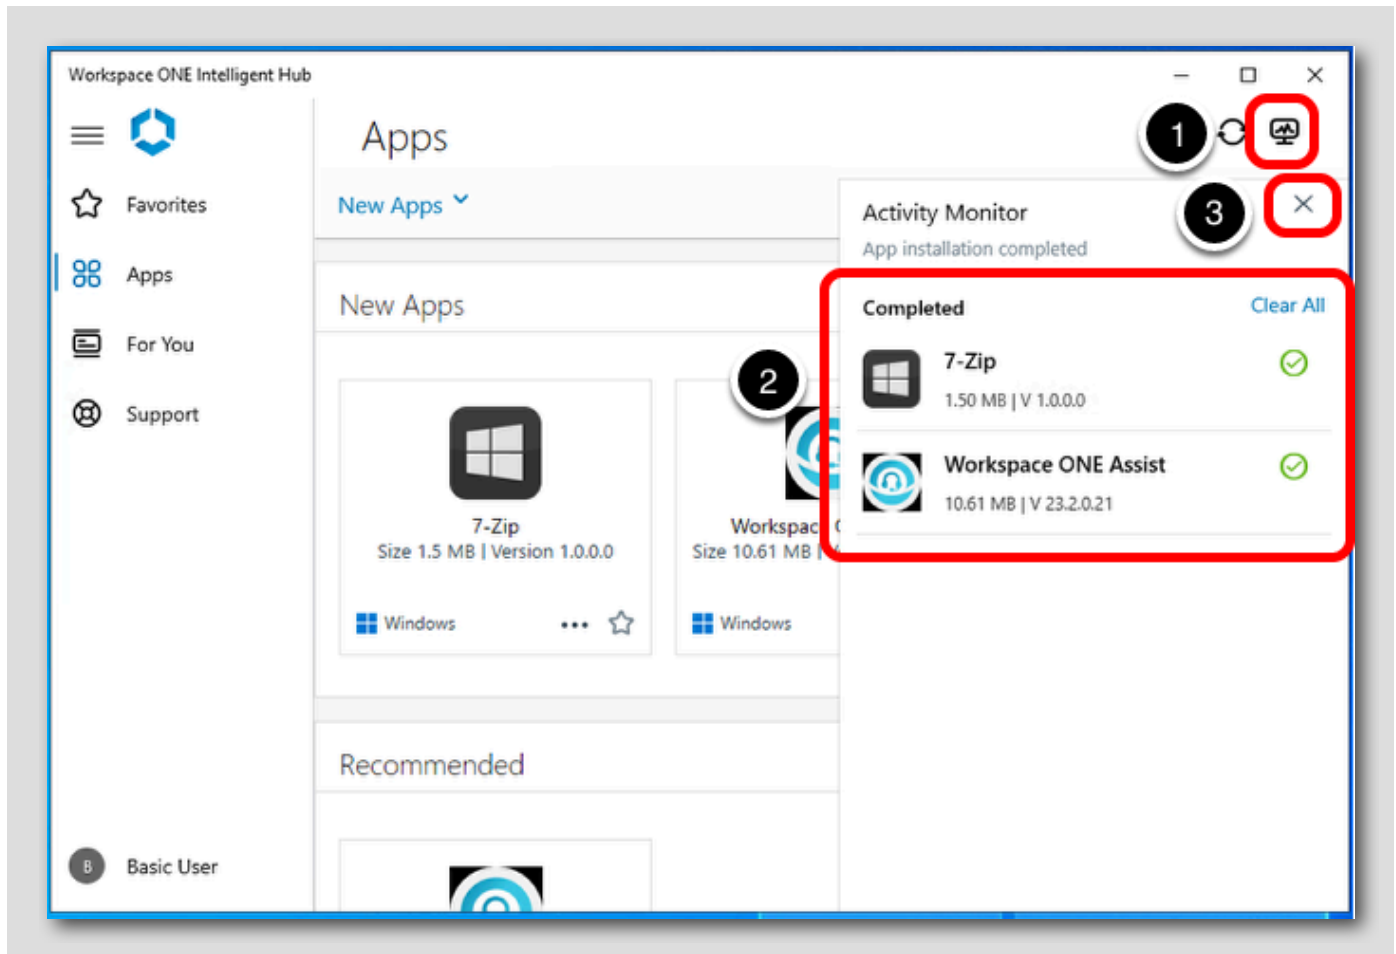 Workspace ONE Intelligent Hub
Apps
1
Favorites
Apps
For You
Support
B
Basic User
New Apps
New Apps
7-Zip
Size 1.5 MB | Version 1.0.0.0
Windows
Size 10.61 MB |
Windows
Recommended
Activity Monitor
3
App installation completed
2
Completed
Clear All
7-Zip
1.50 MB | V 1.0.0.0
Workspace ONE Assist
10.61 MB | V 23.2.0.21